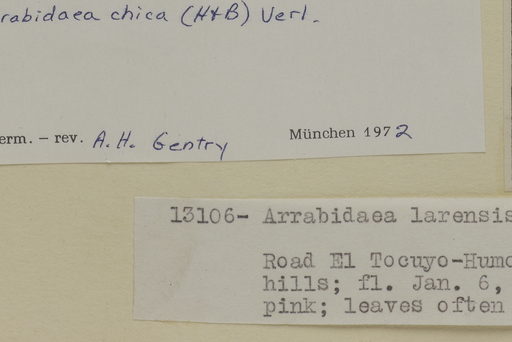 rabidaea chica (H&B) Verl.
erm. – rev. A.H. Gentry München 1972
13106- Arrabidaea larensis
Road El Tocuyo-Humo
hills; fl. Jan. 6,
pink; leaves often